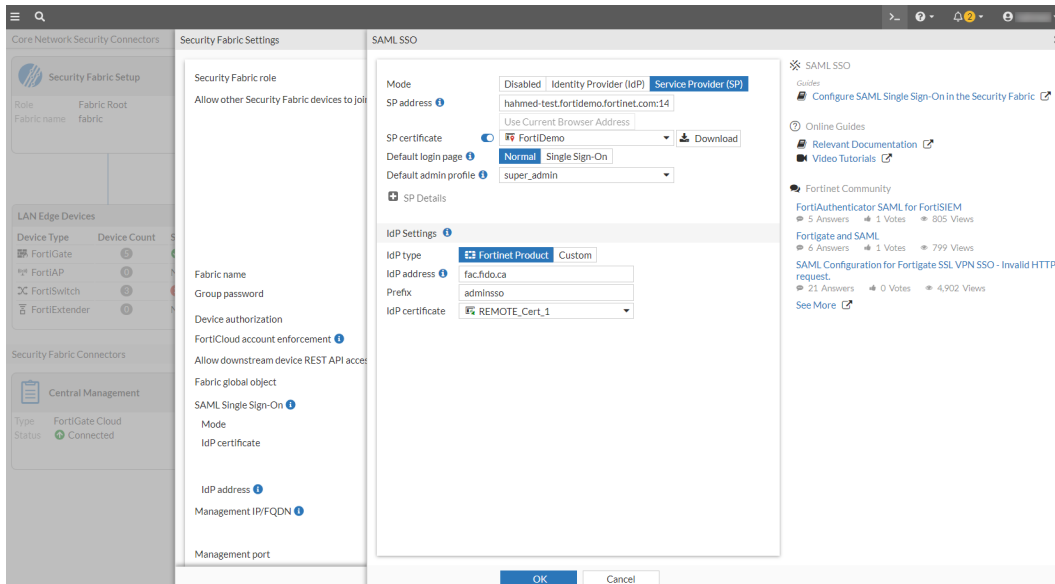 2
Core Network Security Connectors
Security Fabric Setup
Role Fabric Root
Fabric name fabric
LAN Edge Devices
Device Type Device Count S
FortiGate 5
FortiAP 0 N
FortiSwitch 3
FortiExtender 0 N
Security Fabric Connectors
Central Management
Type FortiGate Cloud
Status Connected
Security Fabric Settings
Security Fabric role
Allow other Security Fabric devices to join
Fabric name
Group password
Device authorization
FortiCloud account enforcement
Allow downstream device REST API acces
Fabric global object
SAML Single Sign-On
Mode
IdP certificate
IdP address
Management IP/FQDN
Management port
SAML SSO
Mode Disabled Identity Provider (IdP) Service Provider (SP)
SP address hahmed-test.fortidemo.fortinet.com:14
Use Current Browser Address
SP certificate FortiDemo Download
Default login page Normal Single Sign-On
Default admin profile super_admin
SP Details
IdP Settings
IdP type Fortinet Product Custom
IdP address fac.fido.ca
Prefix adminsso
IdP certificate REMOTE_Cert_1
OK Cancel
SAML SSO
Guides
Configure SAML Single Sign-On in the Security Fabric
Online Guides
Relevant Documentation
Video Tutorials
Fortinet Community
FortiAuthenticator SAML for FortiSIEM
5 Answers 1 Votes 805 Views
Fortigate and SAML
6 Answers 1 Votes 799 Views
SAML Configuration for Fortigate SSL VPN SSO - Invalid HTTP
request.
21 Answers 0 Votes 4,902 Views
See More